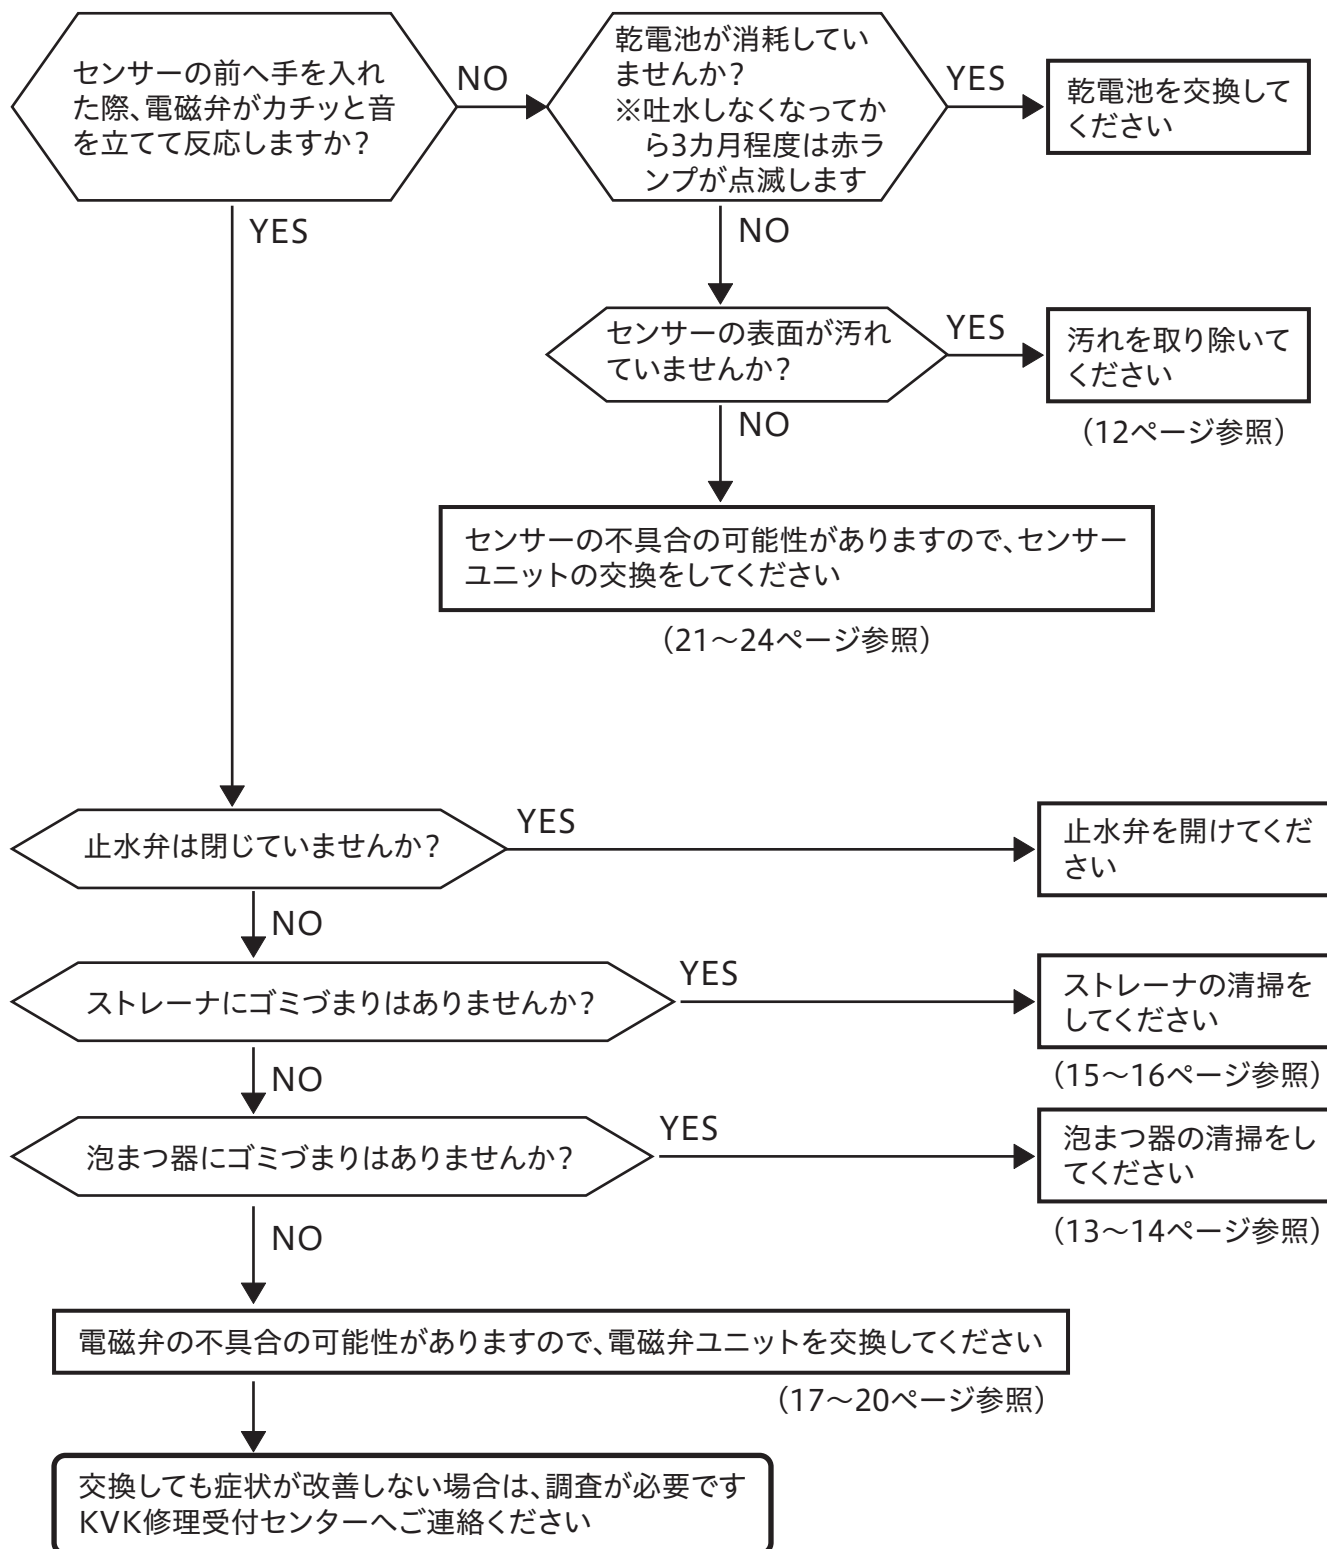 センサーの前へ手を入れ
た際、電磁弁がカチッと音
を立てて反応しますか？
NO
乾電池が消耗してい
ませんか？
※吐水しなくなってか
ら3カ月程度は赤ラ
ンプが点滅します
YES
乾電池を交換して
ください
YES
NO
センサーの表面が汚れ
ていませんか？
YES
汚れを取り除いて
ください
（12ページ参照）
NO
センサーの不具合の可能性がありますので、センサー
ユニットの交換をしてください
（21～24ページ参照）
止水弁は閉じていませんか？
YES
止水弁を開けてくだ
さい
NO
ストレーナにゴミづまりはありませんか？
YES
ストレーナの清掃を
してください
（15～16ページ参照）
NO
泡まつ器にゴミづまりはありませんか？
YES
泡まつ器の清掃をし
てください
（13～14ページ参照）
NO
電磁弁の不具合の可能性がありますので、電磁弁ユニットを交換してください
（17～20ページ参照）
交換しても症状が改善しない場合は、調査が必要です
KVK修理受付センターへご連絡ください